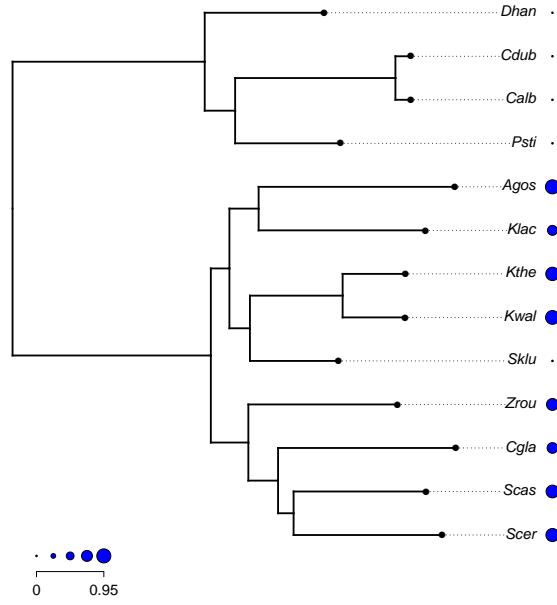 Dhan
Cdub
Calb
Psti
Agos
Klac
Kthe
Kwal
Sklu
Zrou
Cgla
Scas
Scer
0 0.95